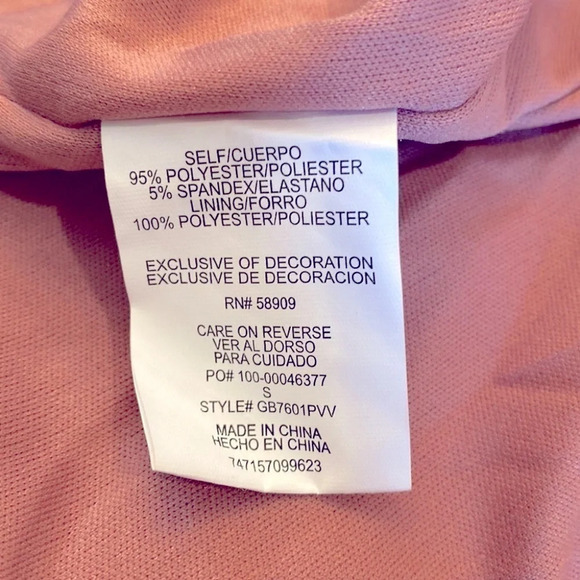 SELF/CUERPO
95% POLYESTER/POLIESTER
5% SPANDEX/ELASTANO
LINING/FORRO
100% POLYESTER/POLIESTER
EXCLUSIVE OF DECORATION
EXCLUSIVE DE DECORACION
RN# 58909
CARE ON REVERSE
VER AL DORSO
PARA CUIDADO
PO# 100-00046377
S
STYLE# GB7601PVV
MADE IN CHINA
HECHO EN CHINA
747157099623